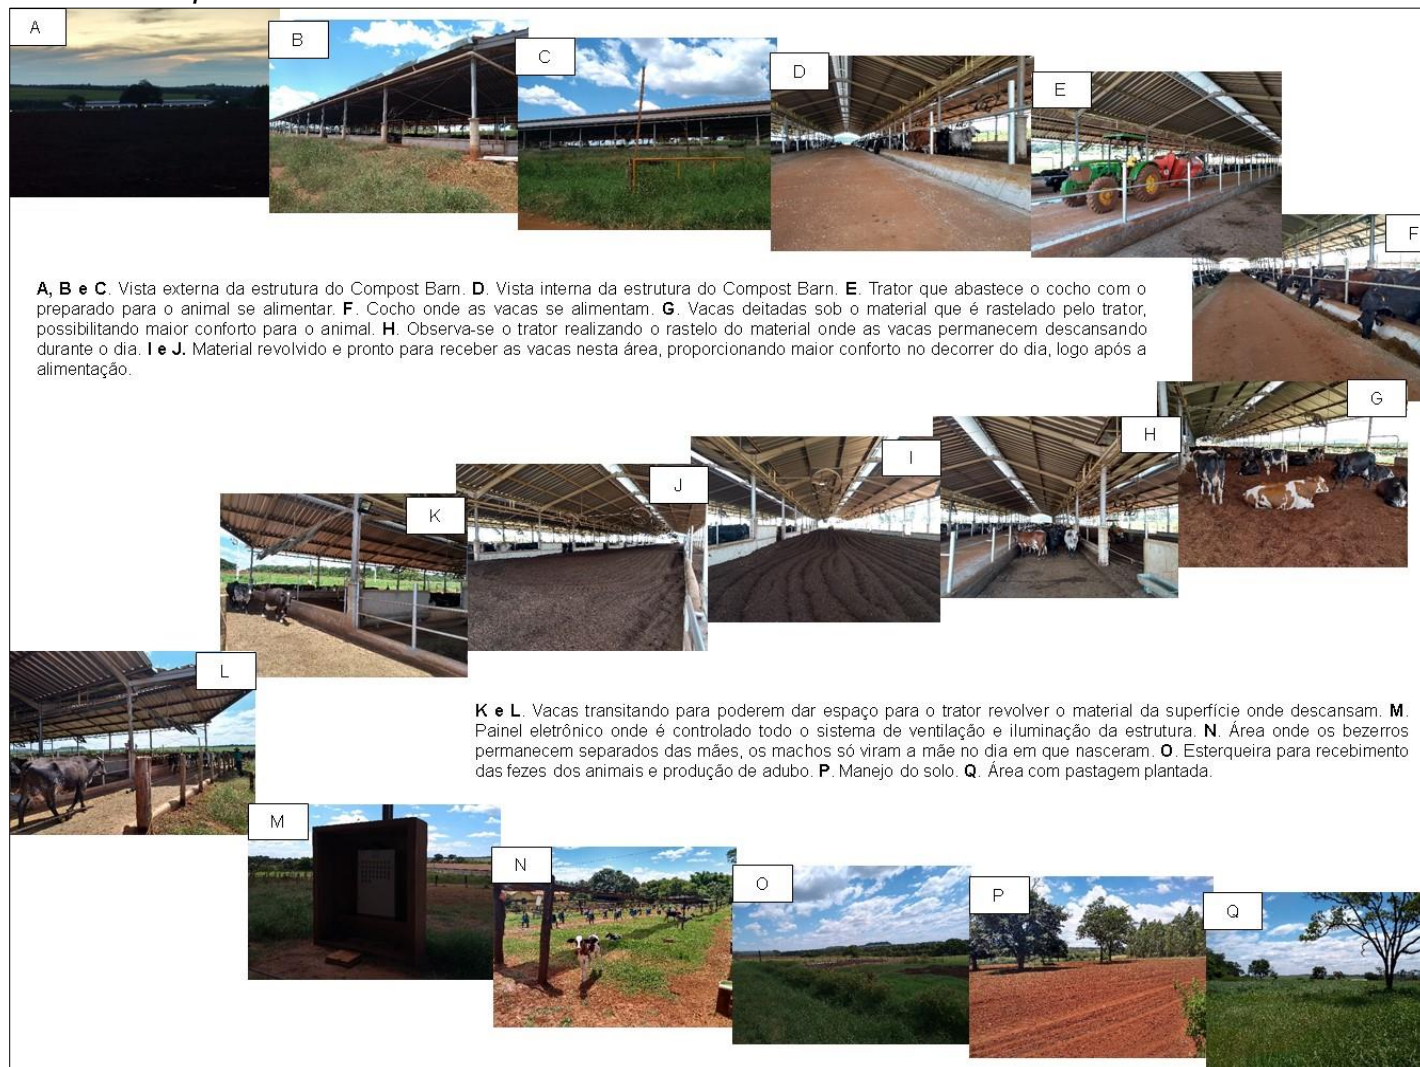 A
B
C
D
E
F
A, B e C. Vista externa da estrutura do Compost Barn. D. Vista interna da estrutura do Compost Barn. E. Trator que abastece o cocho com o
preparado para o animal se alimentar. F. Cocho onde as vacas se alimentam. G. Vacas deitadas sob o material que é rastelado pelo trator,
possibilitando maior conforto para o animal. H. Observa-se o trator realizando o rastelo do material onde as vacas permanecem descansando
durante o dia. I e J. Material revolvido e pronto para receber as vacas nesta área, proporcionando maior conforto no decorrer do dia, logo após a
alimentação.
G
H
I
J
K
L
K e L. Vacas transitando para poderem dar espaço para o trator revolver o material da superfície onde descansam. M.
Painel eletrônico onde é controlado todo o sistema de ventilação e iluminação da estrutura. N. Área onde os bezerros
permanecem separados das mães, os machos só viram a mãe no dia em que nasceram. O. Esterqueira para recebimento
das fezes dos animais e produção de adubo. P. Manejo do solo. Q. Área com pastagem plantada.
M
N
O
P
Q